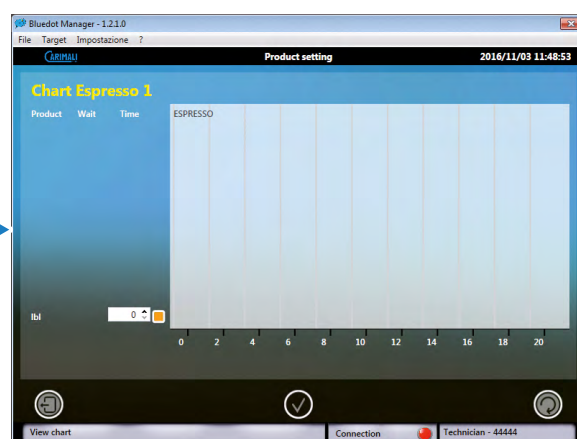 Bluedot Manager - 1.2.1.0
File Target Impostazione ?
CARIMALI Product setting 2016/11/03 11:48:53
Chart Espresso 1
Product Wait Time ESPRESSO
lbl 0
0 2 4 6 8 10 12 14 16 18 20
View chart Connection Technician - 44444